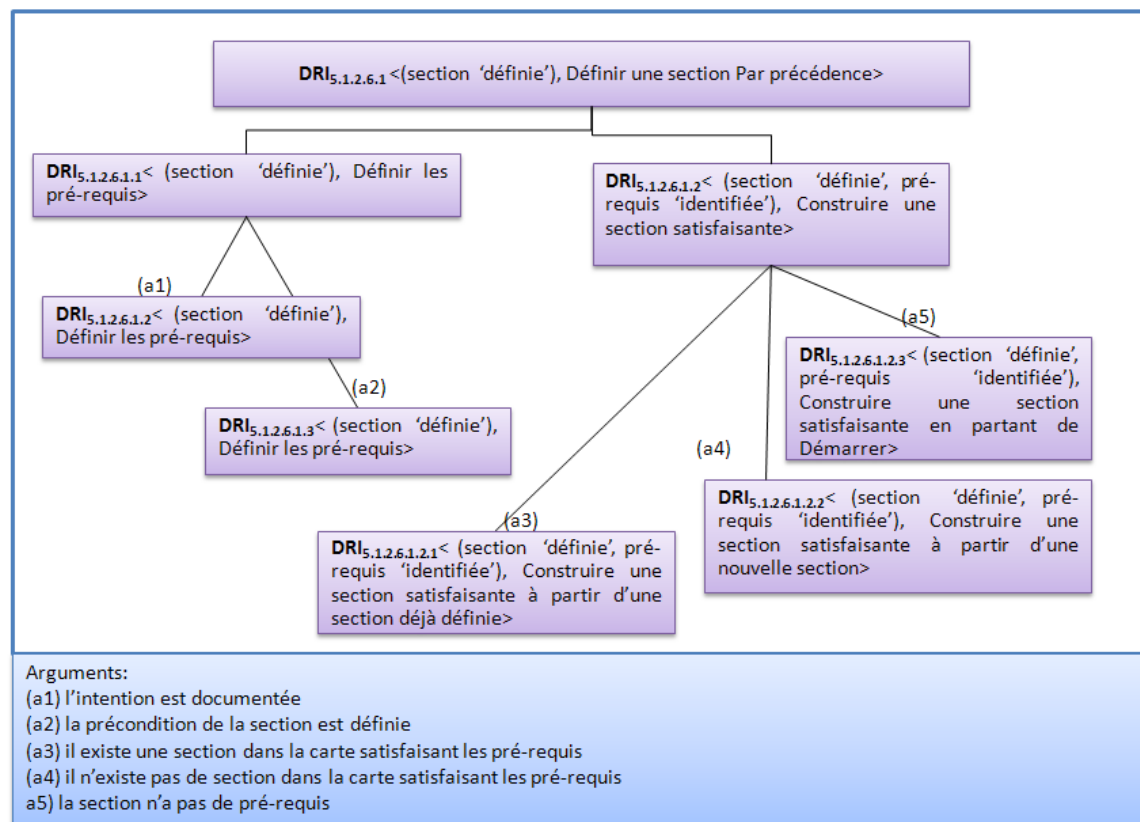 DRI5.1.2.6.1 <(section ‘définie’), Définir une section Par précédence>
DRI5.1.2.6.1.1< (section ‘définie’), Définir les
pré-requis>
DRI5.1.2.6.1.2< (section ‘définie’, pré-
requis ‘identifiée’), Construire une
section satisfaisante>
(a1)
DRI5.1.2.6.1.2< (section ‘définie’),
Définir les pré-requis>
(a2)
DRI5.1.2.6.1.3< (section ‘définie’),
Définir les pré-requis>
(a5)
DRI5.1.2.6.1.2.3< (section ‘définie’,
pré-requis ‘identifiée’),
Construire une section
satisfaisante en partant de
Démarrer>
(a4)
DRI5.1.2.6.1.2.2< (section ‘définie’, pré-
requis ‘identifiée’), Construire une
section satisfaisante à partir d’une
nouvelle section>
(a3)
DRI5.1.2.6.1.2.1< (section ‘définie’, pré-
requis ‘identifiée’), Construire une
section satisfaisante à partir d’une
section déjà définie>
Arguments:
(a1) l’intention est documentée
(a2) la précondition de la section est définie
(a3) il existe une section dans la carte satisfaisant les pré-requis
(a4) il n’existe pas de section dans la carte satisfaisant les pré-requis
a5) la section n’a pas de pré-requis